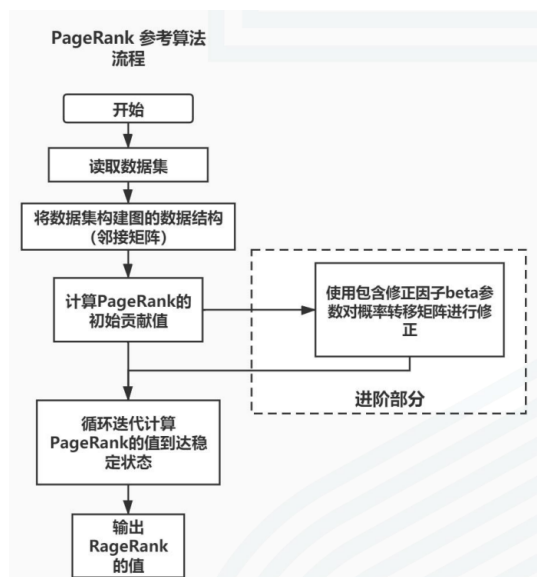 PageRank 参考算法
流程
开始
读取数据集
将数据集构建图的数据结构
（邻接矩阵）
计算PageRank的
初始贡献值
使用包含修正因子beta参
数对概率转移矩阵进行修
正
进阶部分
循环迭代计算
PageRank的值到达稳
定状态
输出
RageRank
的值